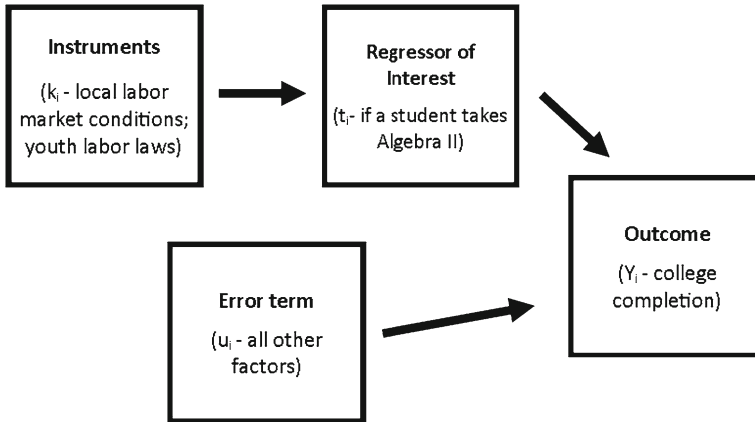 Instruments
(kᵢ - local labor
market conditions;
youth labor laws)
Regressor of
Interest
(tᵢ- if a student takes
Algebra II)
Outcome
(Yᵢ - college
completion)
Error term
(uᵢ - all other
factors)